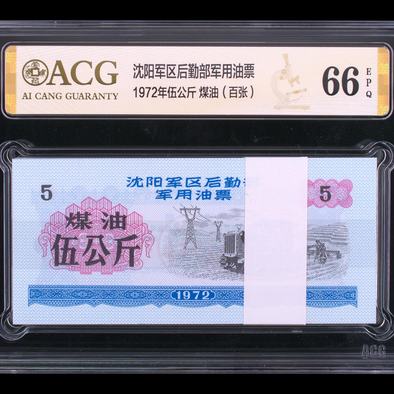 ACG
AI CANG GUARANTY
沈阳军区后勤部军用油票
1972年伍公斤 煤油（百张）
66
EPQ
5
沈阳军区后勤
军用油票
5
煤油
伍公斤
1972
ACG